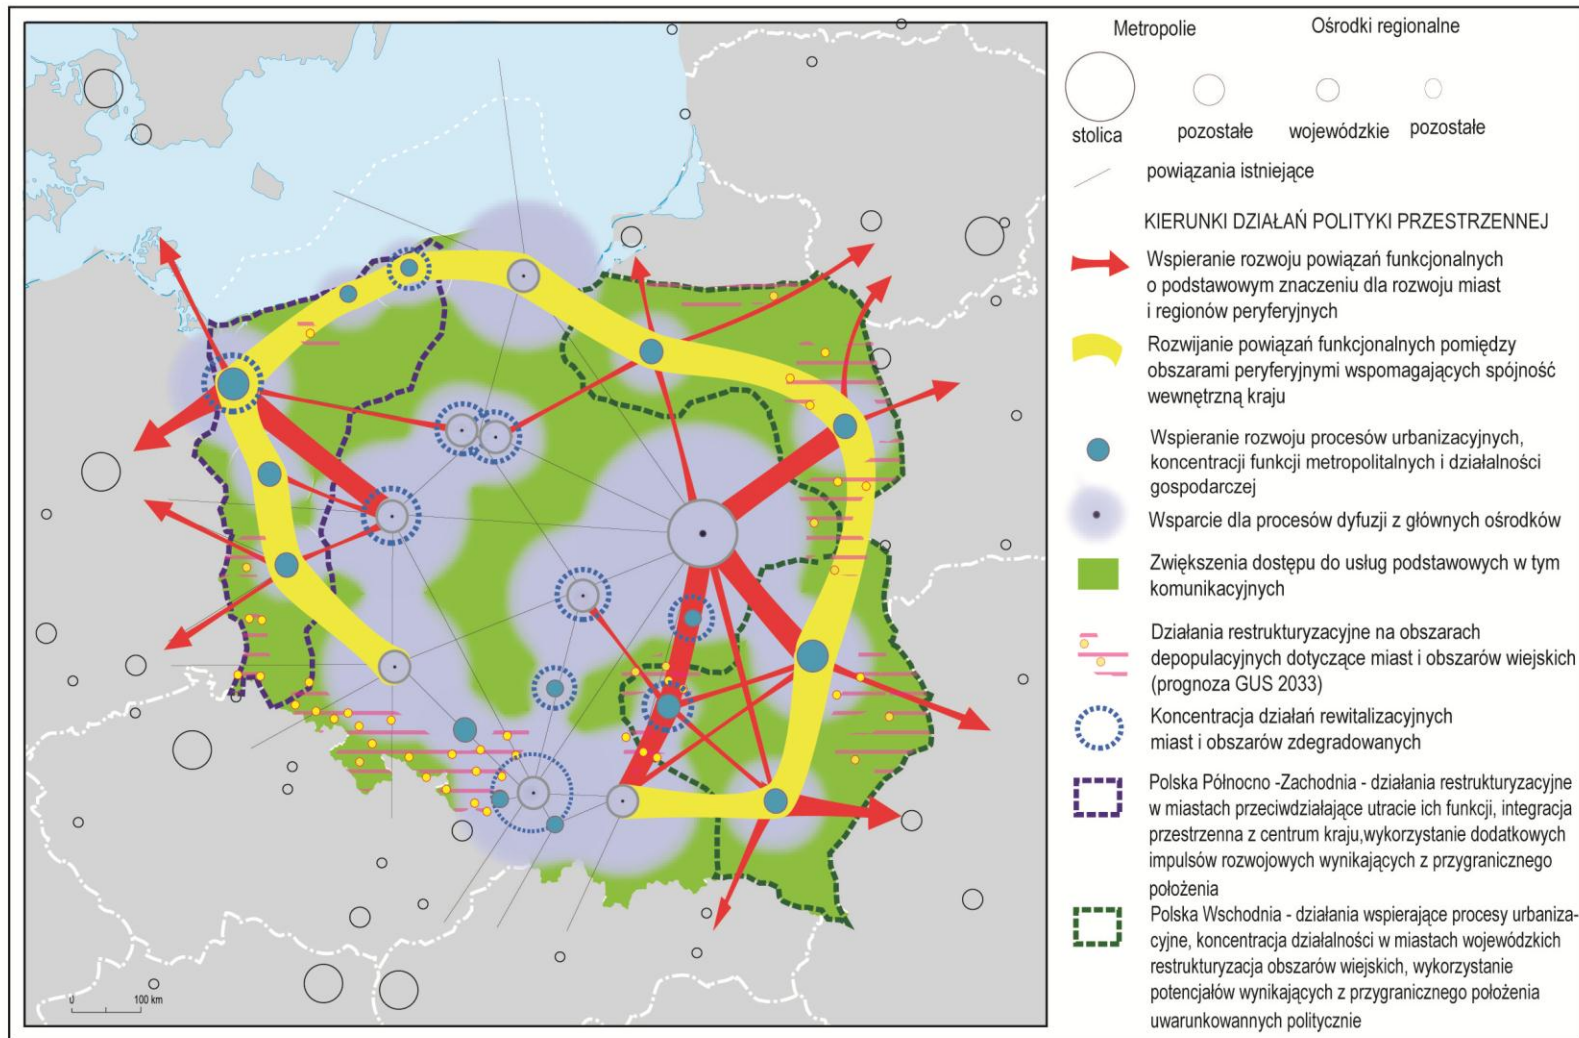 Metropolie
Ośrodki regionalne
stolica
pozostałe
wojewódzkie
pozostałe
powiązania istniejące
KIERUNKI DZIAŁAŃ POLITYKI PRZESTRZENNEJ
Wspieranie rozwoju powiązań funkcjonalnych
o podstawowym znaczeniu dla rozwoju miast
i regionów peryferyjnych
Rozwijanie powiązań funkcjonalnych pomiędzy
obszarami peryferyjnymi wspomagających spójność
wewnętrzną kraju
Wspieranie rozwoju procesów urbanizacyjnych,
koncentracji funkcji metropolitalnych i działalności
gospodarczej
Wsparcie dla procesów dyfuzji z głównych ośrodków
Zwiększenia dostępu do usług podstawowych w tym
komunikacyjnych
Działania restrukturyzacyjne na obszarach
depopulacyjnych dotyczące miast i obszarów wiejskich
(prognoza GUS 2033)
Koncentracja działań rewitalizacyjnych
miast i obszarów zdegradowanych
Polska Północno -Zachodnia - działania restrukturyzacyjne
w miastach przeciwdziałające utracie ich funkcji, integracja
przestrzenna z centrum kraju,wykorzystanie dodatkowych
impulsów rozwojowych wynikających z przygranicznego
położenia
Polska Wschodnia - działania wspierające procesy urbaniza-
cyjne, koncentracja działalności w miastach wojewódzkich
restrukturyzacja obszarów wiejskich, wykorzystanie
potencjałów wynikających z przygranicznego położenia
uwarunkowannych politycznie
0 100 km